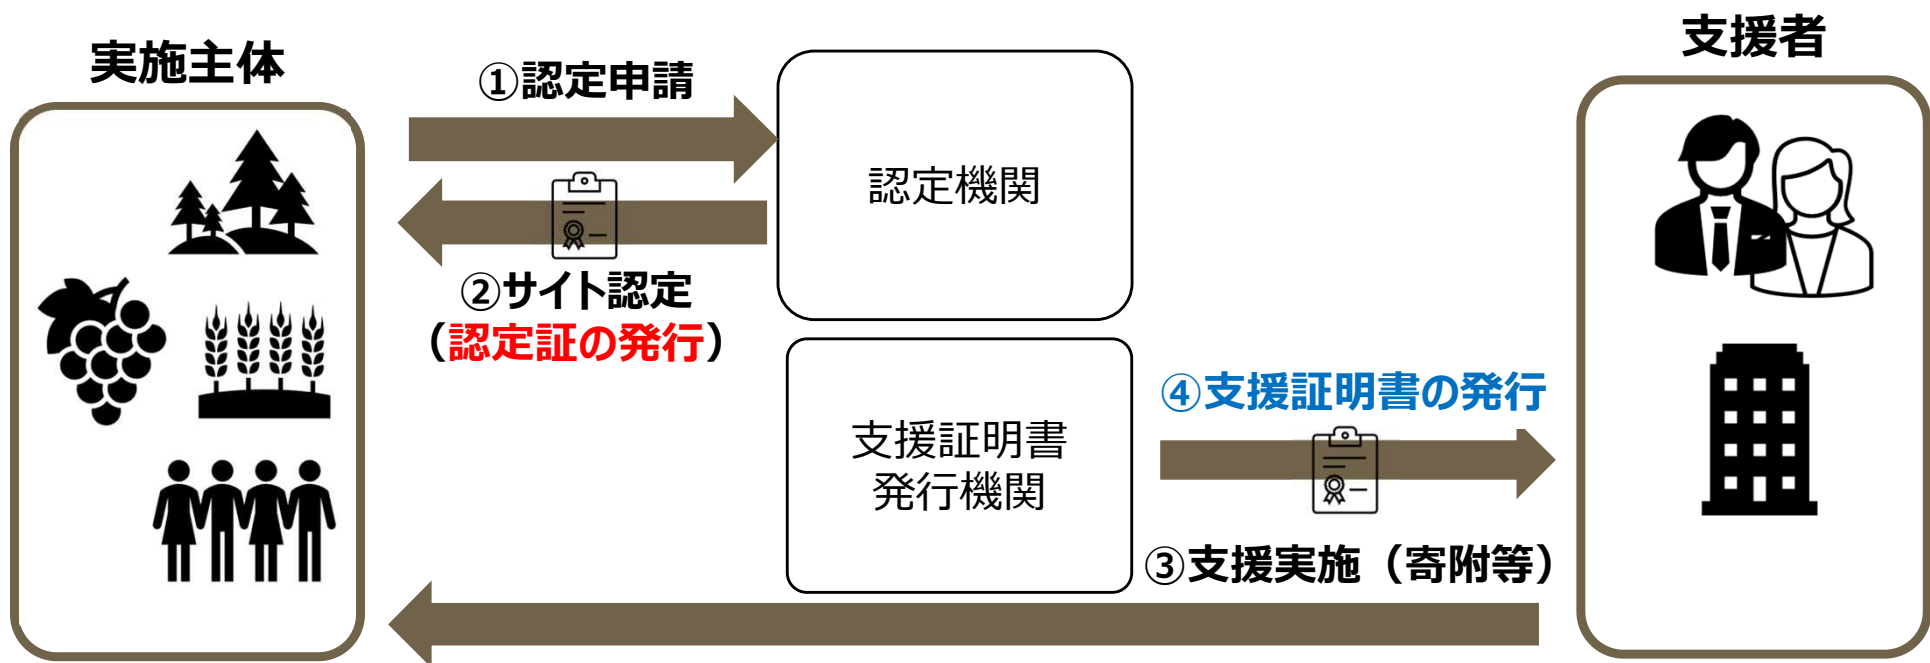 実施主体
①認定申請
②サイト認定
（認定証の発行）
認定機関
支援証明書
発行機関
支援者
④支援証明書の発行
③支援実施（寄附等）